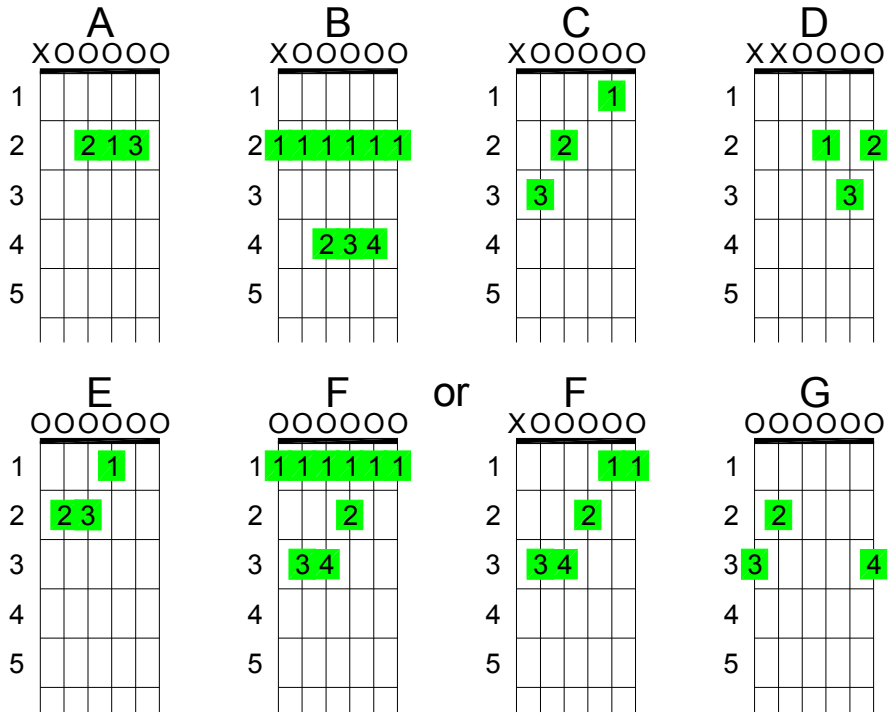 A B C D
XOOOOO XOOOOO XOOOOO XXOOOO
1 1 1 1 1
2 2 1 3 2 1 1 1 1 1 1 2 2 2 1 2
3 3 3 3 3 3
4 4 2 3 4 4 4
5 5 5 5
E F or F G
OOOOOO OOOOOO XOOOOO OOOOOO
1 1 1 1 1 1 1 1 1 1 1 1 1
2 2 3 2 2 2 2 2 2
3 3 3 4 3 3 4 3 3 4
4 4 4 4
5 5 5 5